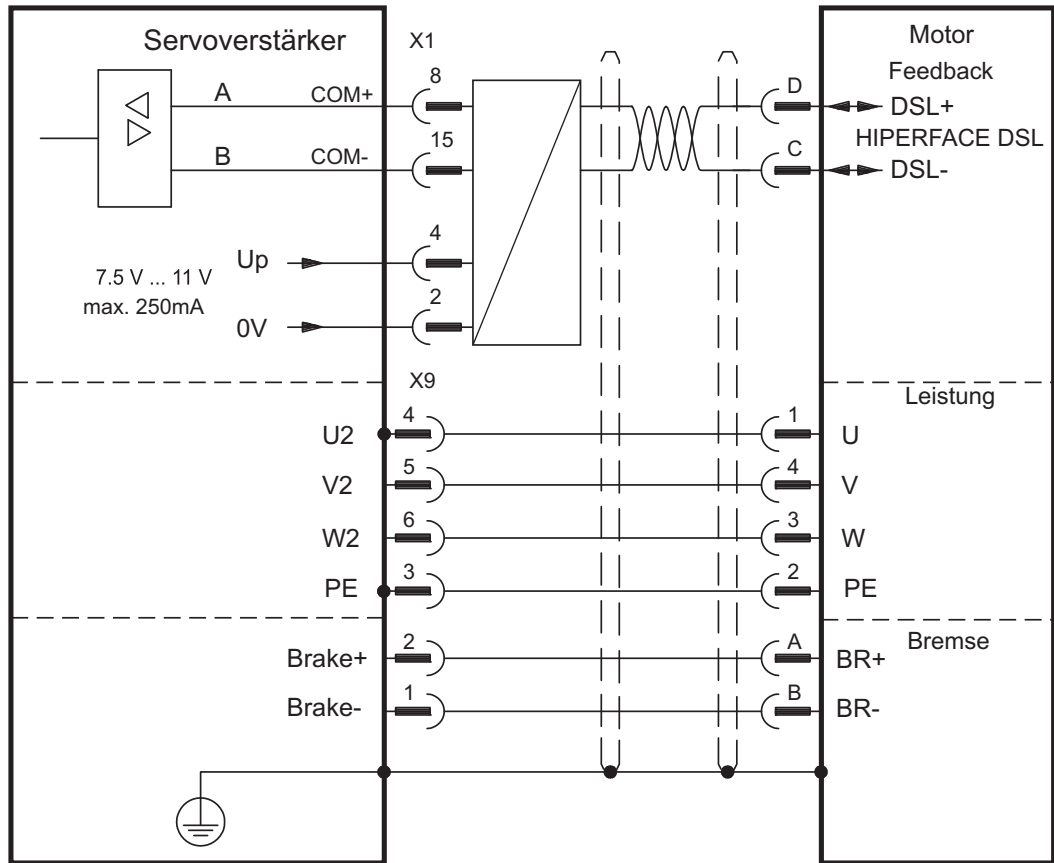 Servoverstärker
X1
Motor
Feedback
A
COM+
8
D
DSL+
HIPERFACE DSL
B
COM-
15
C
DSL-
7.5 V ... 11 V
max. 250mA
Up
4
0V
2
X9
Leistung
U2
4
1
U
V2
5
4
V
W2
6
3
W
PE
3
2
PE
Bremse
Brake+
2
A
BR+
Brake-
1
B
BR-